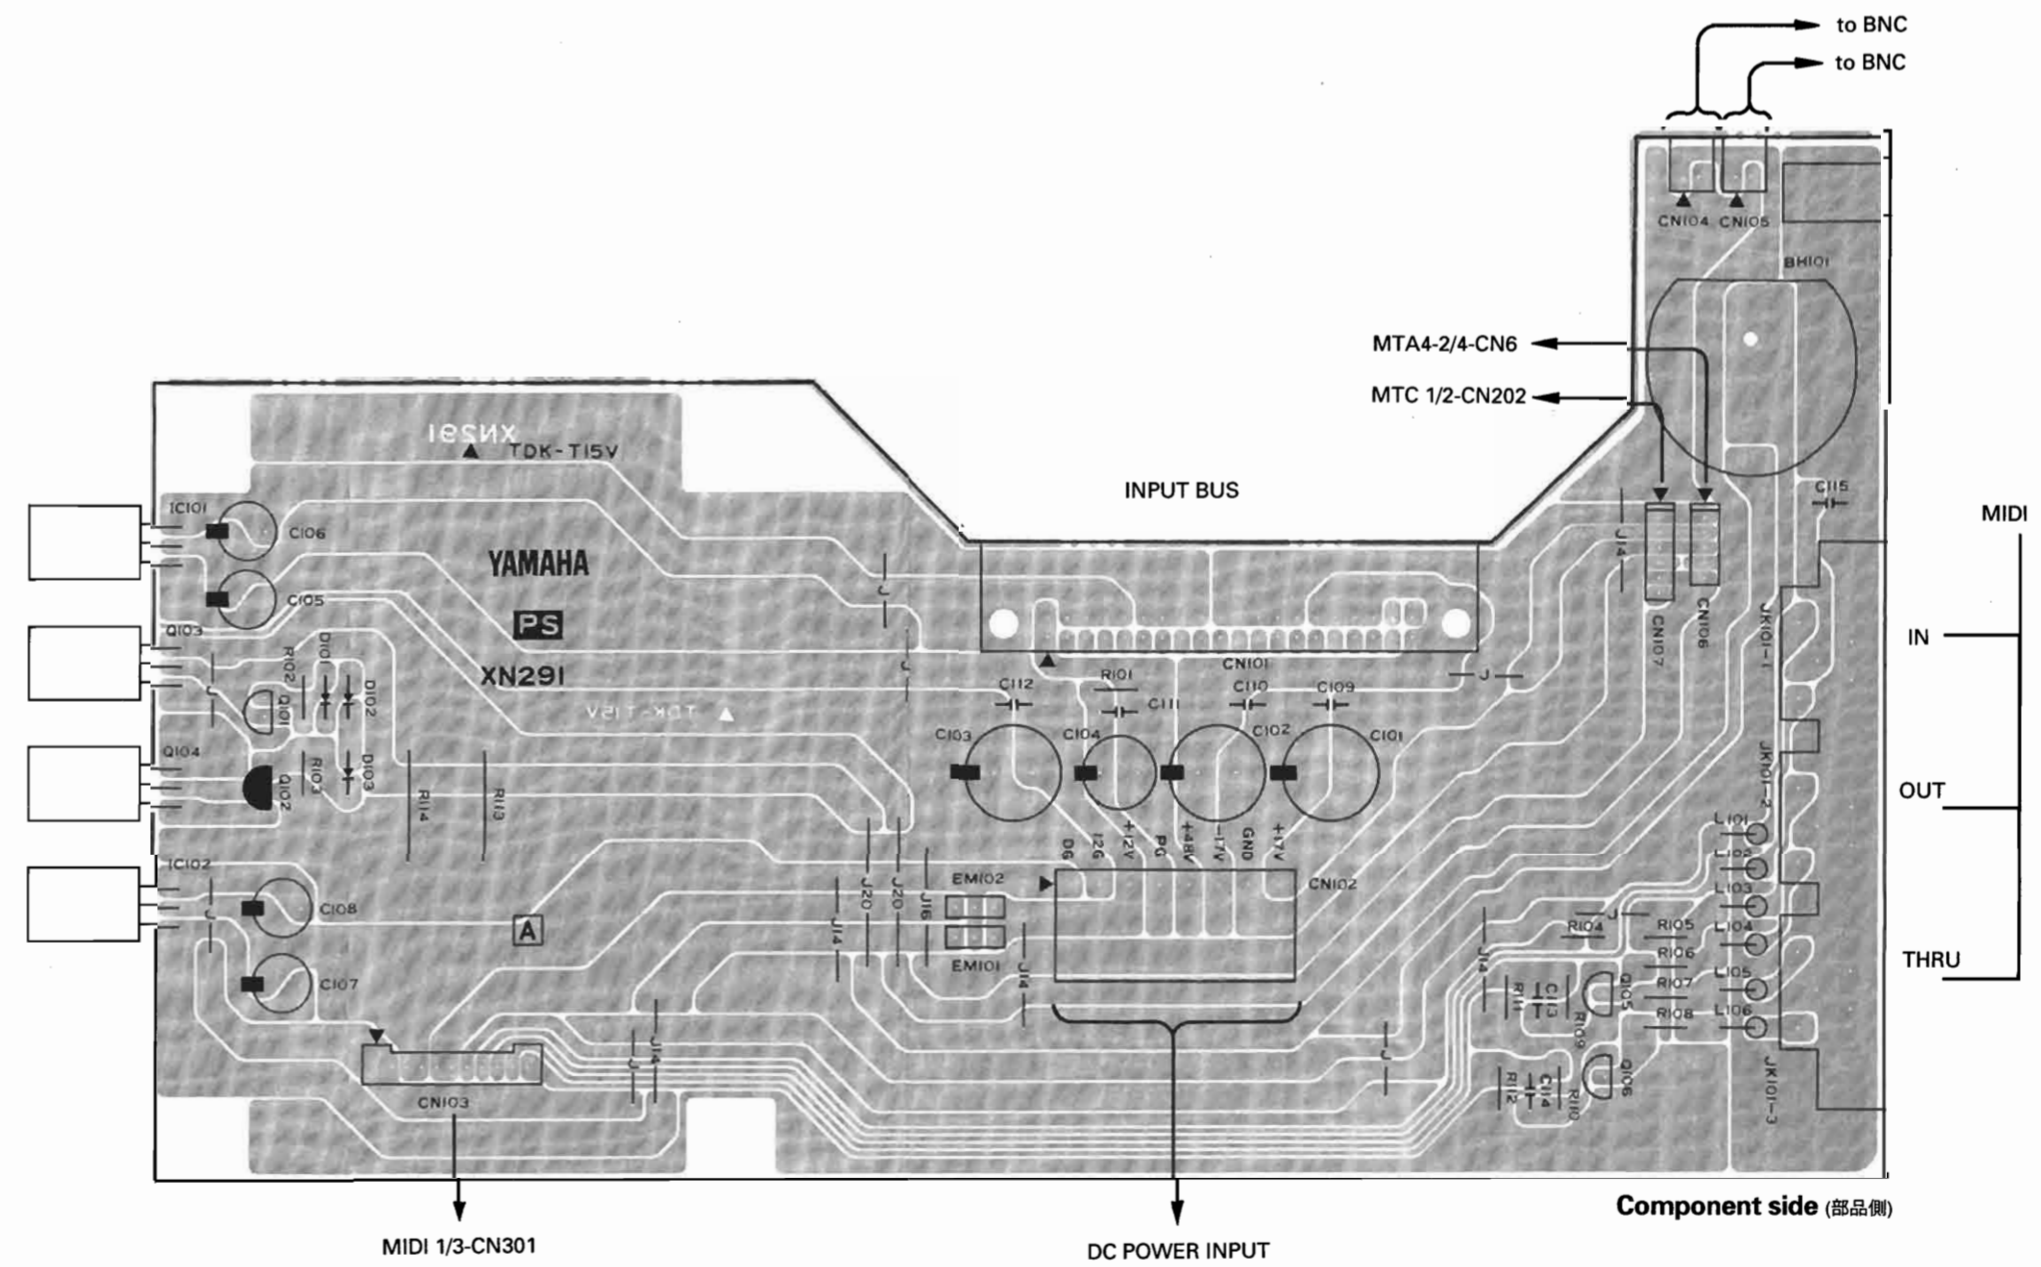 to BNC
to BNC
CN104 CN105
BH101
MTA4-2/4-CN6
MTC 1/2-CN202
XN291
TDK-T15V
INPUT BUS
C115
MIDI
IC101
C106
J14
YAMAHA
C105
PS
CN107
CN106
JK101-1
IN
Q103
D101
R102
J
J
J
CN101
XN291
R101
J
C112
C110
C109
D102
Q101
C111
TDK-T15V
C103
C104
C102
C101
Q104
JK101-2
D103
R103
Q102
OUT
R114
R113
L101
DG
12G
+12V
PG
+48V
-17V
GND
+17V
L102
IC102
EM102
CN102
J20
J20
J16
L103
C108
J
J
A
J14
R104
R105
L104
R106
THRU
EM101
J14
J14
L105
R107
C107
R111
C113
Q105
R108
L106
R109
J14
J
J
R112
C114
R110
Q106
JK101-3
CN103
Component side (部品側)
MIDI 1/3-CN301
DC POWER INPUT